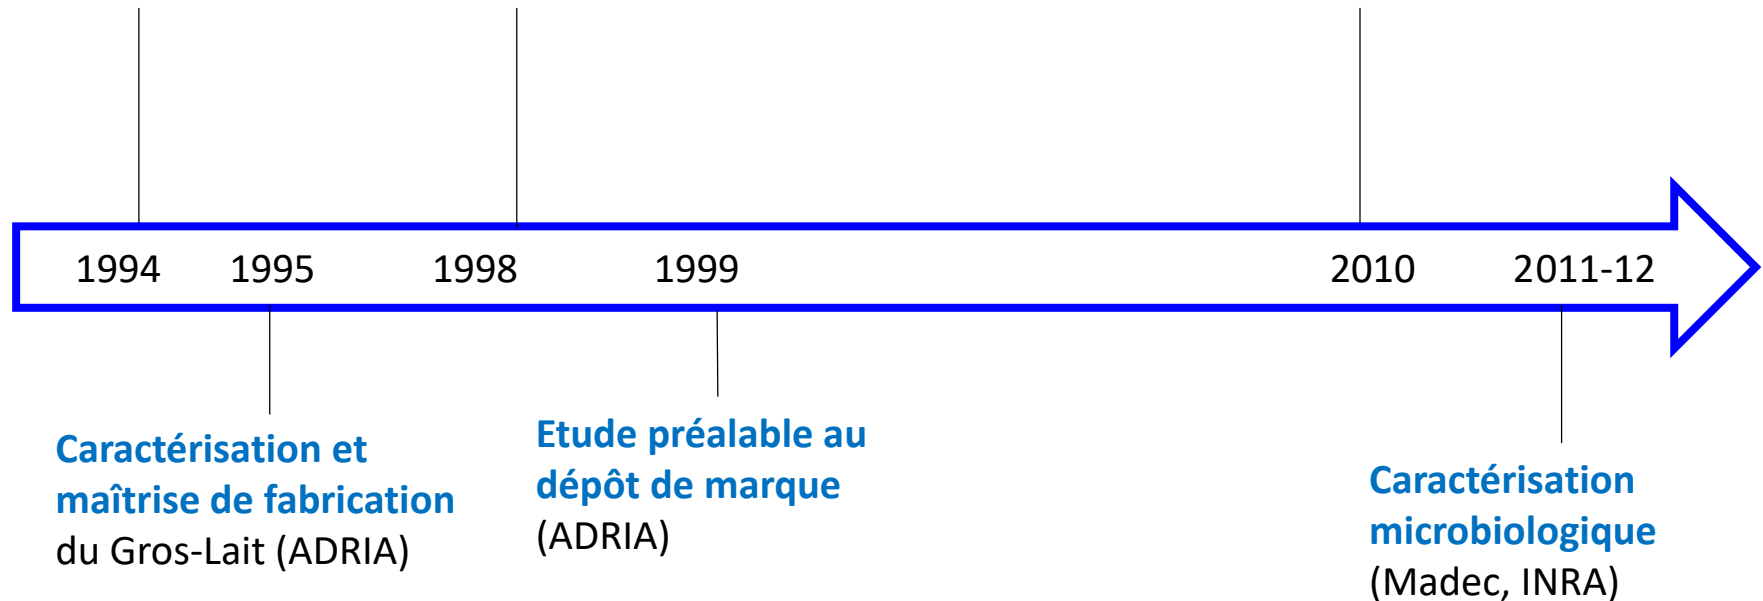 1994 1995 1998 1999 2010 2011-12
Caractérisation et
maîtrise de fabrication
du Gros-Lait (ADRIA)
Etude préalable au
dépôt de marque
(ADRIA)
Caractérisation
microbiologique
(Madec, INRA)